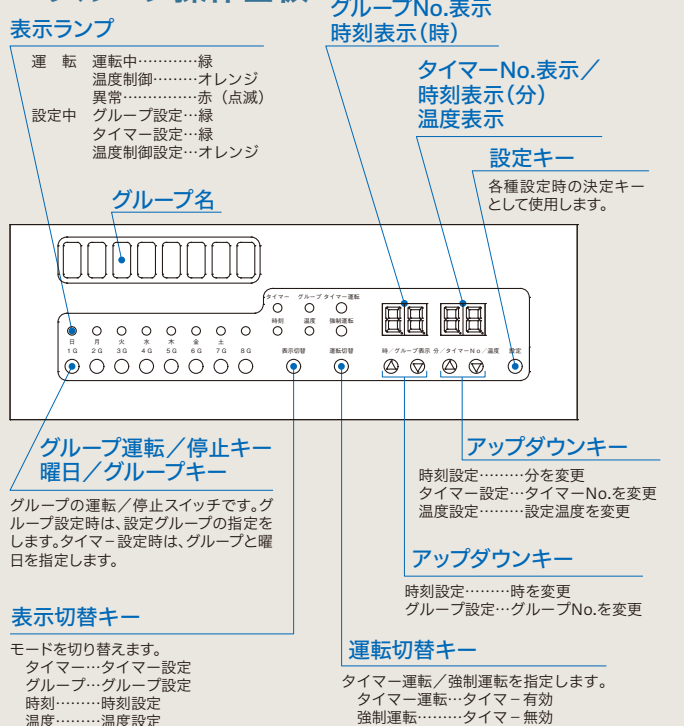 グループNo.表示
時刻表示(時)
表示ランプ
運　転　運転中…………緑
温度制御………オレンジ
異常……………赤（点滅）
設定中　グループ設定…緑
タイマー設定…緑
温度制御設定…オレンジ
タイマーNo.表示／
時刻表示(分)
温度表示
設定キー
各種設定時の決定キー
として使用します。
グループ名
タイマー　グループ　タイマー運転
時刻　温度　強制運転
日　月　火　水　木　金　土
1G　2G　3G　4G　5G　6G　7G　8G　表示切替　運転切替　時／グループ表示　分／タイマーNo／温度　設定
88 88
グループ運転／停止キー
曜日／グループキー
グループの運転／停止スイッチです。グ
ループ設定時は、設定グループの指定を
します。タイマ－設定時は、グループと曜
日を指定します。
アップダウンキー
時刻設定………分を変更
タイマー設定…タイマーNo.を変更
温度設定………設定温度を変更
アップダウンキー
時刻設定………時を変更
グループ設定…グループNo.を変更
表示切替キー
モードを切り替えます。
タイマー…タイマー設定
グループ…グループ設定
時刻………時刻設定
温度………温度設定
運転切替キー
タイマー運転／強制運転を指定します。
タイマー運転…タイマ－有効
強制運転………タイマ－無効